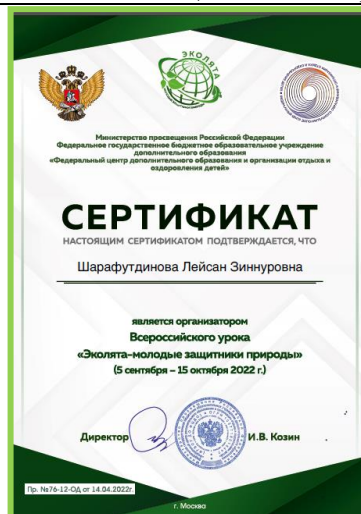 ЭКОЛЯТА
Министерство просвещения Российской Федерации
Федеральное государственное бюджетное образовательное учреждение
дополнительного образования
«Федеральный центр дополнительного образования и организации отдыха и
оздоровления детей»
СЕРТИФИКАТ
НАСТОЯЩИМ СЕРТИФИКАТОМ ПОДТВЕРЖДАЕТСЯ, ЧТО
Шарафутдинова Лейсан Зиннуровна
является организатором
Всероссийского урока
«Эколята-молодые защитники природы»
(5 сентября – 15 октября 2022 г.)
Директор
И.В. Козин
Пр. №76-12-ОД от 14.04.2022г.
г. Москва